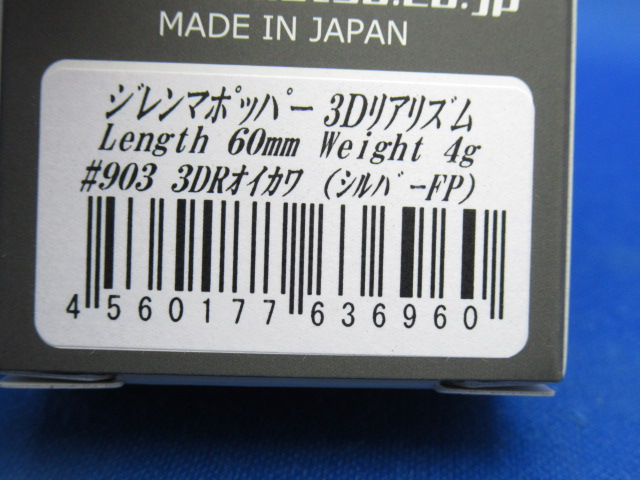 MADE IN JAPAN
ジレンマポッパー 3Dリアリズム
Length 60mm Weight 4g
#903 3DRオイカワ (シルバーFP)
4 560177 636960